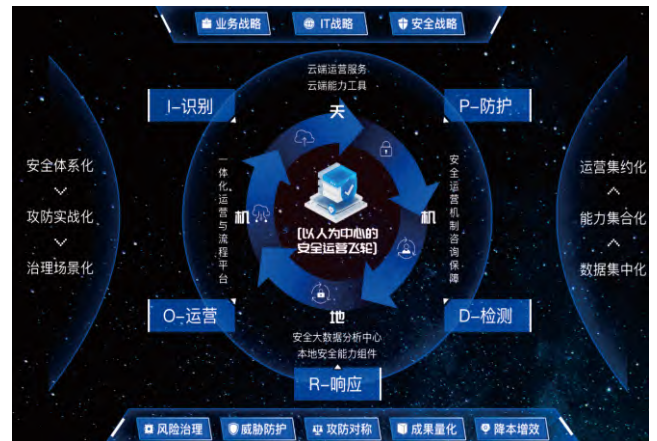 业务战略
IT战略
安全战略
云端运营服务
云端能力工具
天
I-识别
P-防护
安全体系化
攻防实战化
治理场景化
一体化运营与流程平台
机
[以人为中心的
安全运营飞轮]
机
安全运营机制咨询保障
运营集约化
能力集合化
数据集中化
O-运营
地
D-检测
安全大数据分析中心
本地安全能力组件
R-响应
风险治理
威胁防护
攻防对称
成果量化
降本增效